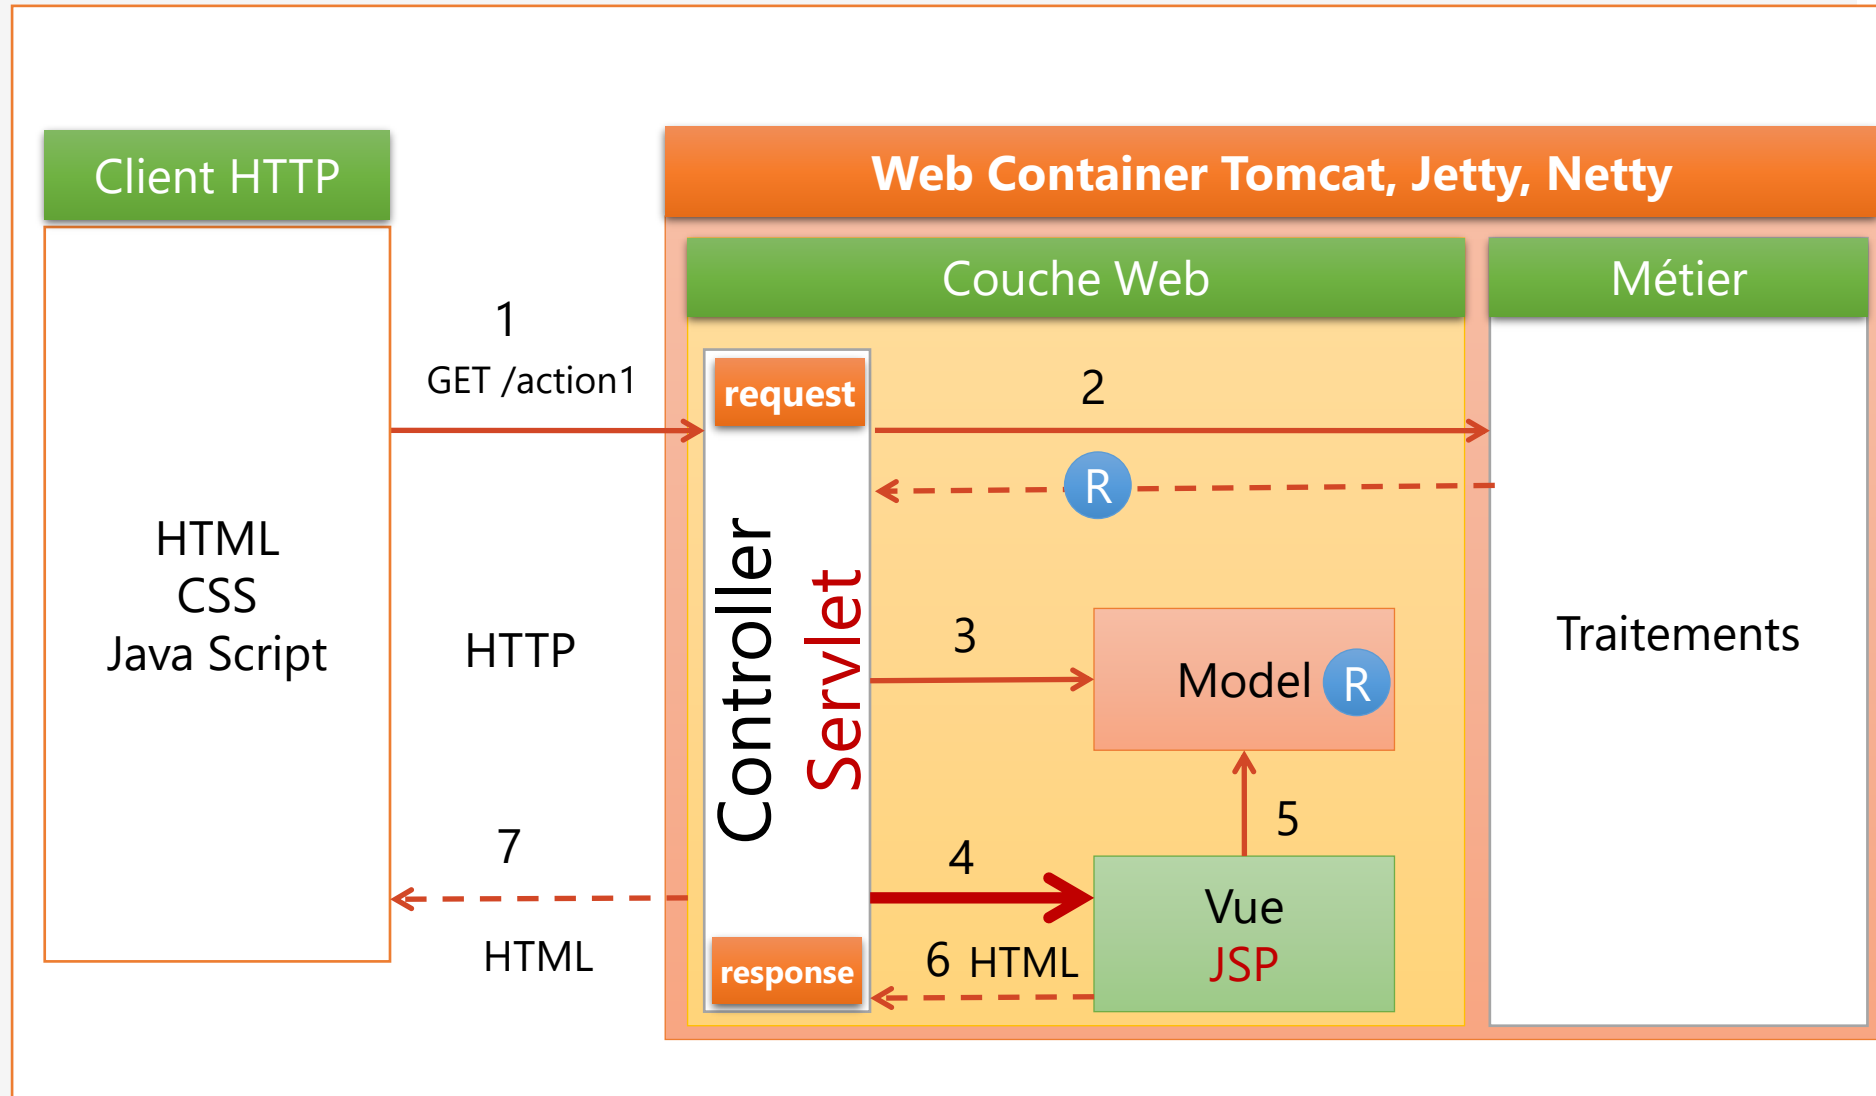 Client HTTP
Web Container Tomcat, Jetty, Netty
Couche Web
Métier
1
GET /action1
request
2
R
HTML
CSS
Java Script
HTTP
Controller
Servlet
3
Model
R
Traitements
5
7
4
Vue
JSP
HTML
response
6 HTML